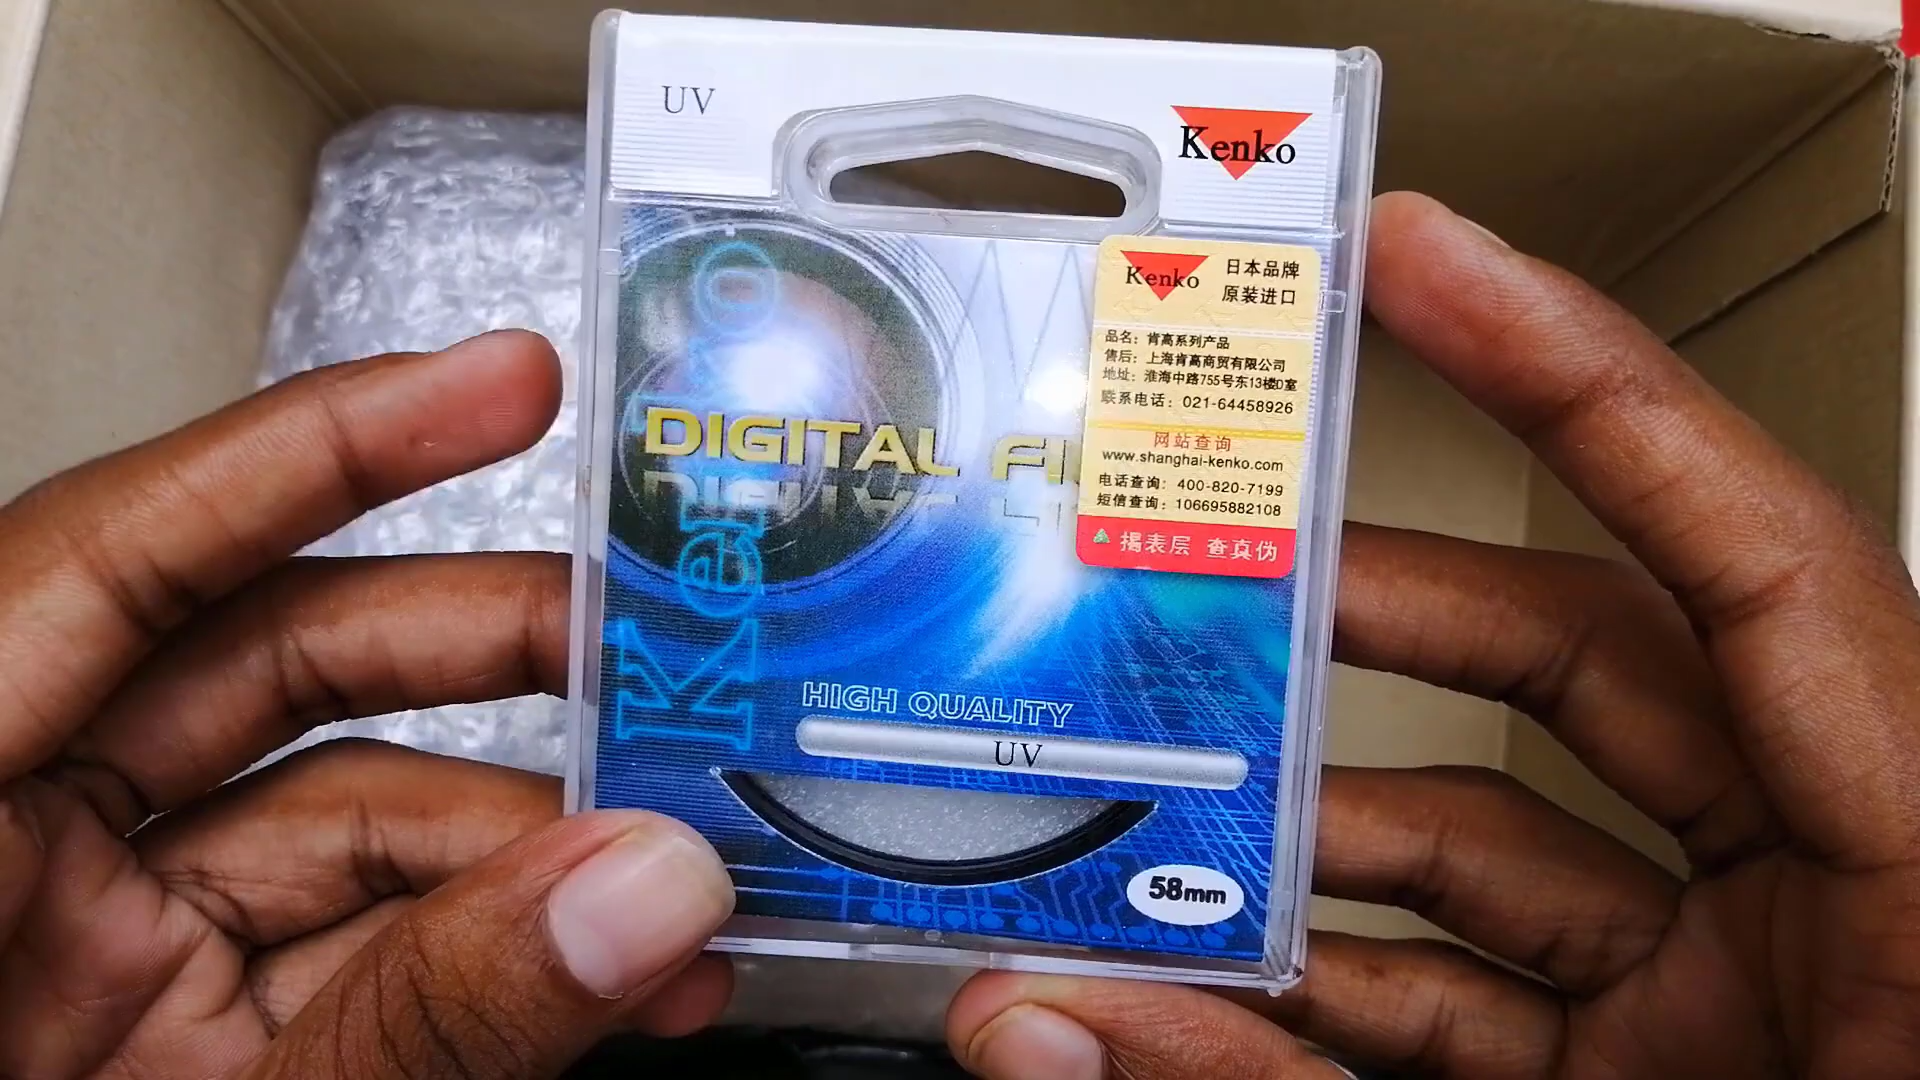 UV
Kenko
Kenko
DIGITAL FIL
Kenko
日本品牌
原装进口
品名：肯高系列产品
售后：上海肯高商贸有限公司
地址：淮海中路755号东13楼D室
联系电话：021-64458926
网站查询
www.shanghai-kenko.com
电话查询：400-820-7199
短信查询：106695882108
揭表层 查真伪
HIGH QUALITY
UV
58mm